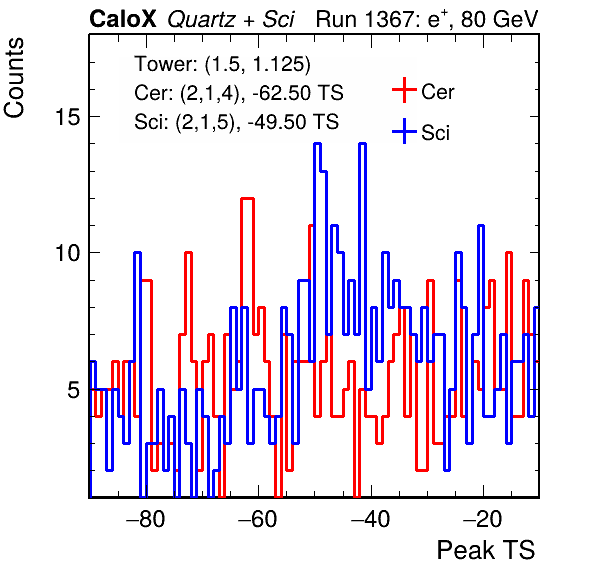 CaloX Quartz + Sci Run 1367: e+, 80 GeV
Counts
Tower: (1.5, 1.125)
Cer: (2,1,4), -62.50 TS
Sci: (2,1,5), -49.50 TS
Cer
Sci
15
10
5
−80 −60 −40 −20
Peak TS